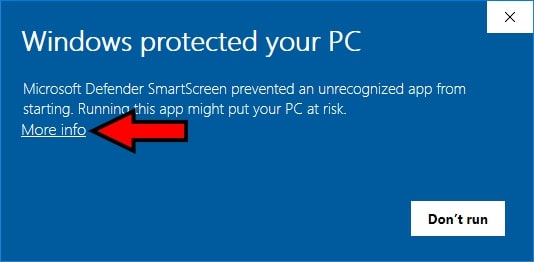 Windows protected your PC
Microsoft Defender SmartScreen prevented an unrecognized app from
starting. Running this app might put your PC at risk.
More info
Don't run